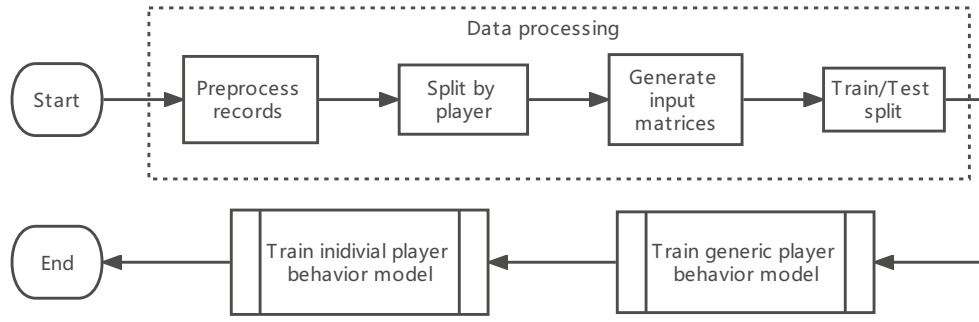 Data processing
Start
Preprocess
records
Split by
player
Generate
input
matrices
Train/Test
split
End
Train inidivial player
behavior model
Train generic player
behavior model